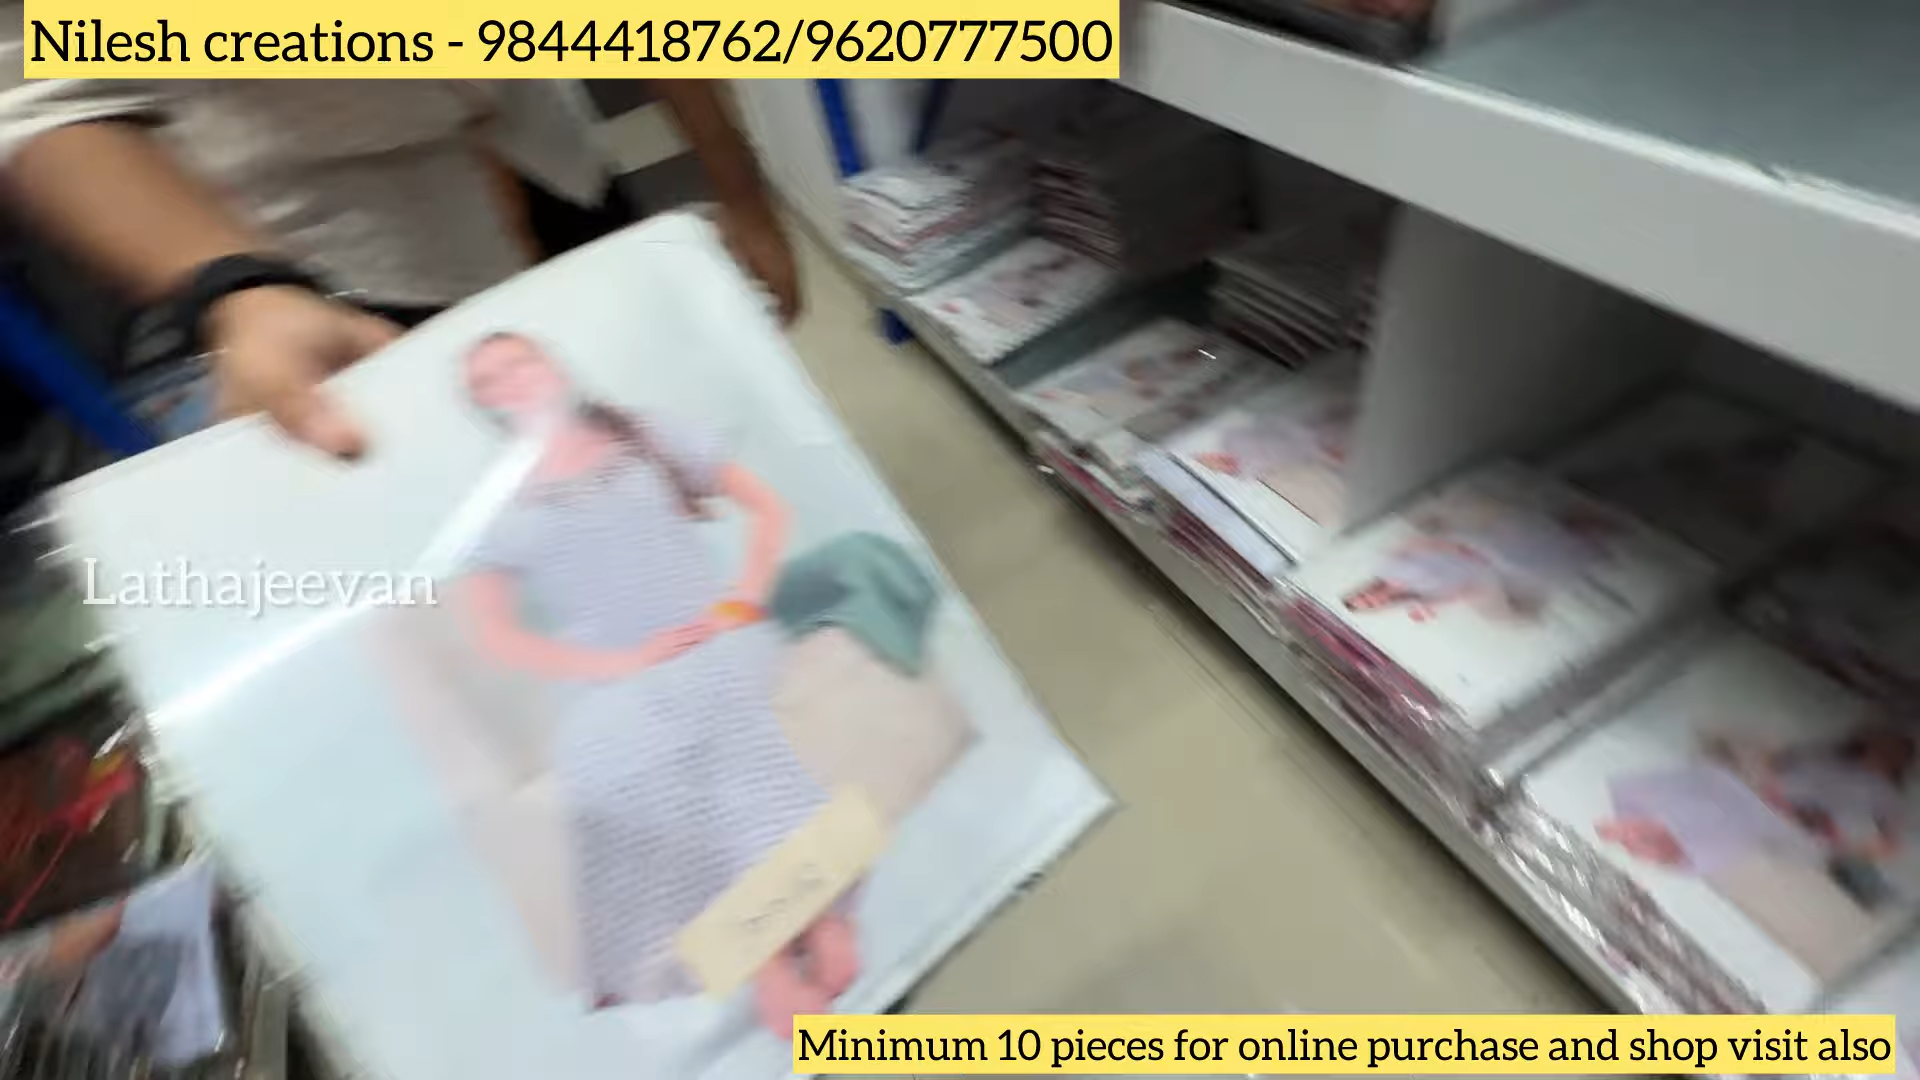 Nilesh creations - 9844418762/9620777500
Lathajeevan
Minimum 10 pieces for online purchase and shop visit also